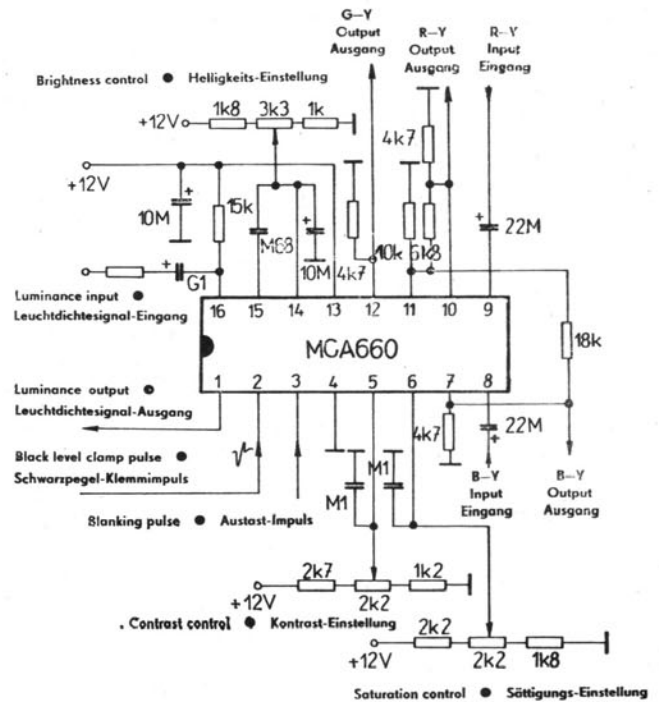 G–Y
Output
Ausgang
R–Y
Output
Ausgang
R–Y
Input
Eingang
Brightness control ● Helligkeits-Einstellung
+12V
1k8
3k3
1k
+12V
4k7
10M
+
15k
M68
+
10M
4k7
10k
6k8
+
22M
+
G1
Luminance input ●
Leuchtdichtesignal-Eingang
16 15 14 13 12 11 10 9
MCA660
18k
1 2 3 4 5 6 7 8
Luminance output ●
Leuchtdichtesignal-Ausgang
4k7
22M
+
Black level clamp pulse ●
Schwarzpegel-Klemmimpuls
M1
M1
B–Y
Input
Eingang
B–Y
Output
Ausgang
Blanking pulse ● Austast-Impuls
+12V
2k7
2k2
1k2
. Contrast control ● Kontrast-Einstellung
+12V
2k2
2k2
1k8
Saturation control ● Sättigungs-Einstellung